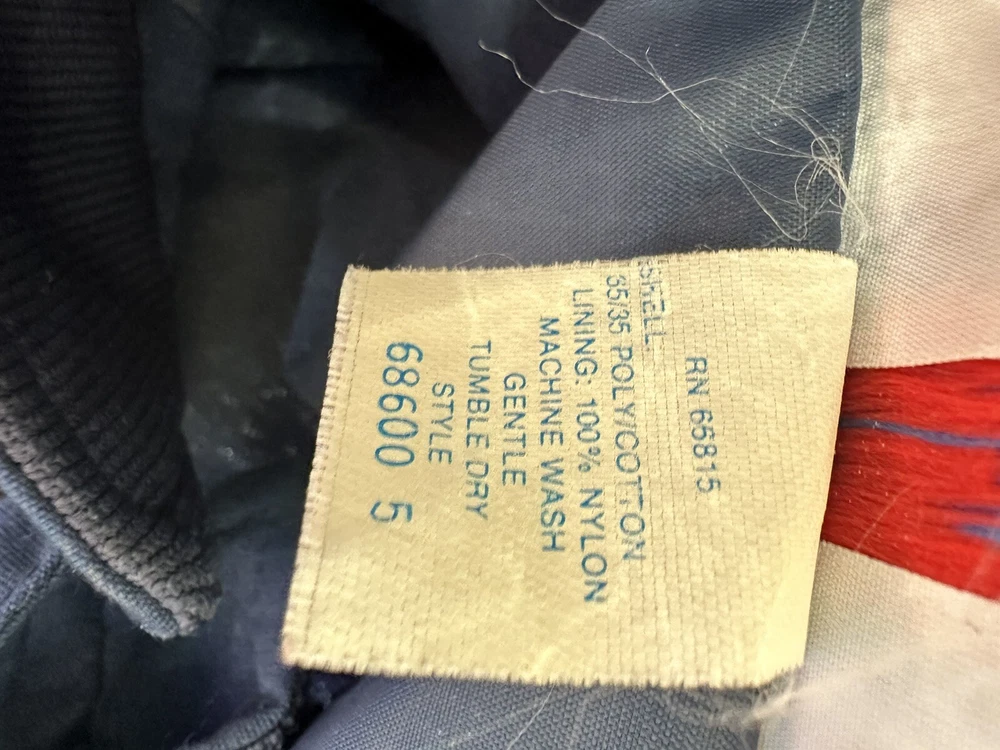 RN 65815
SHELL:
65/35 POLY/COTTON
LINING: 100% NYLON
MACHINE WASH
GENTLE
TUMBLE DRY
STYLE
68600 5